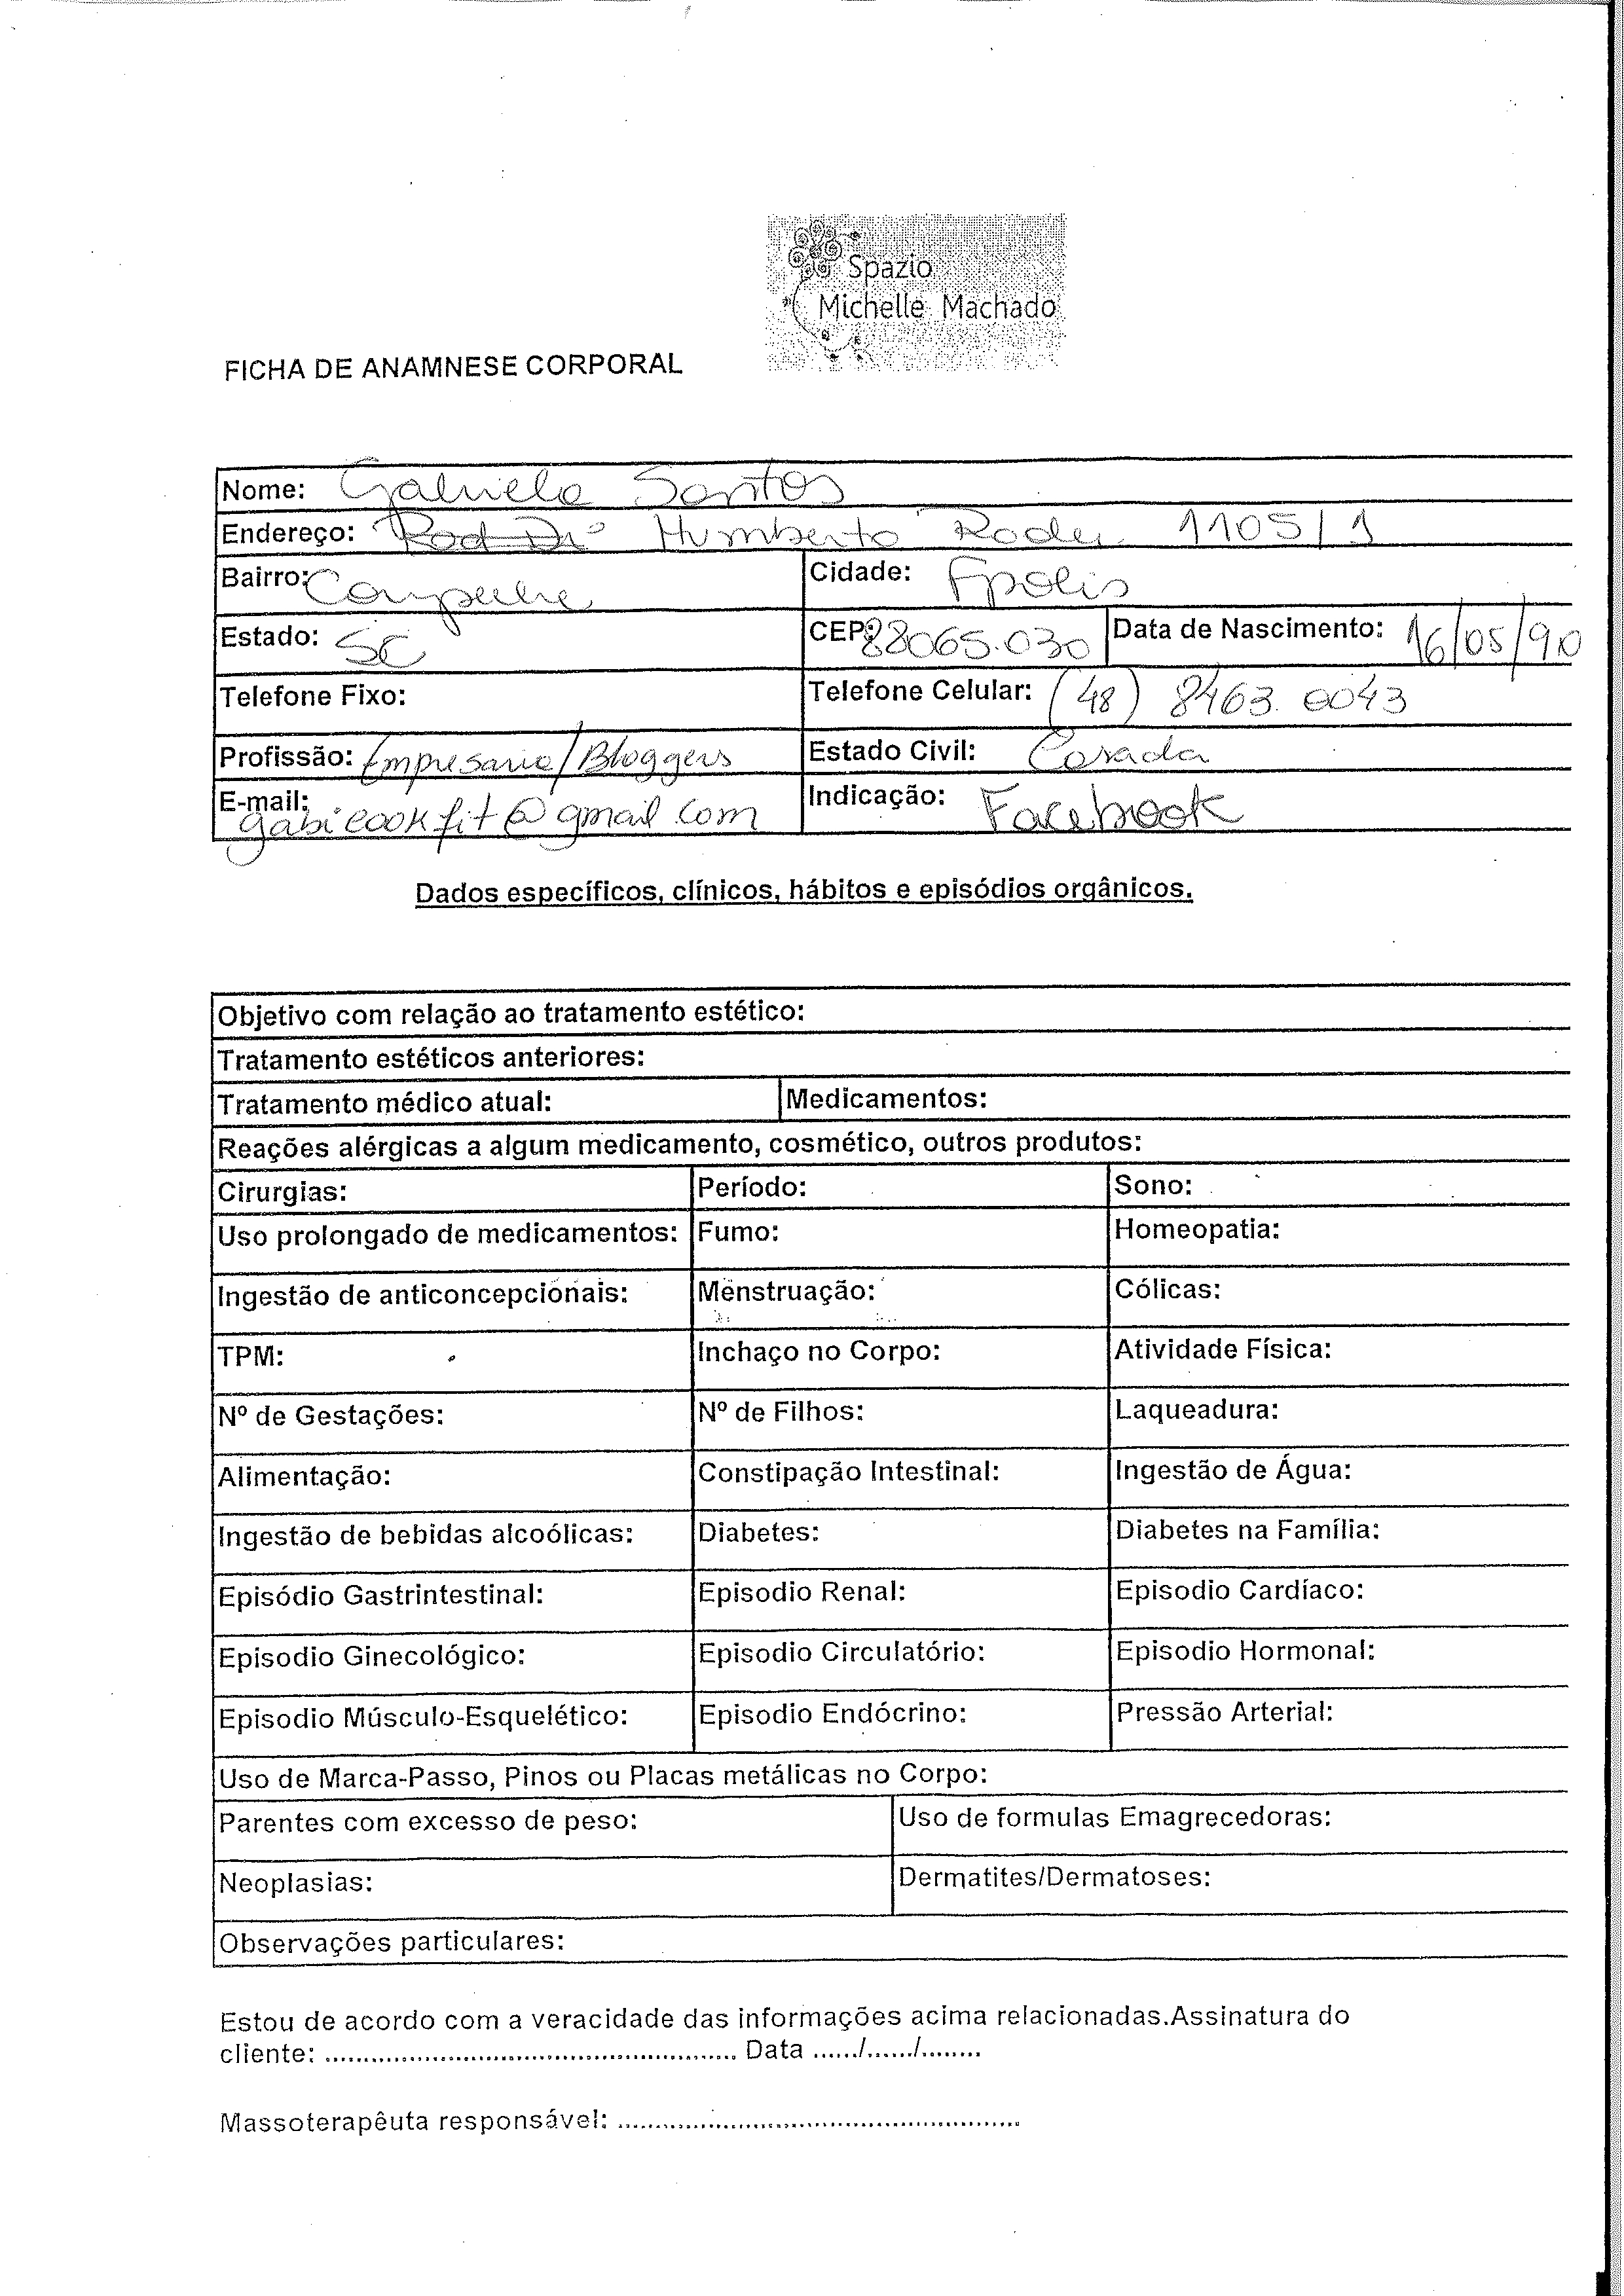 Spazio
Michelle Machado
FICHA DE ANAMNESE CORPORAL
Nome: Gabriela Santos
Endereço: Rod Dr Humberto Roden 1105/1
Bairro: Campeche Cidade: Fpolis
Estado: SC CEP: 88065.030 Data de Nascimento: 16/05/90
Telefone Fixo: Telefone Celular: (48) 8463.0043
Profissão: Empresaria/Bloggers Estado Civil: Casada
E-mail: gabicookfit@gmail.com Indicação: Facebook
Dados específicos, clínicos, hábitos e episódios orgânicos.
Objetivo com relação ao tratamento estético:
Tratamento estéticos anteriores:
Tratamento médico atual: Medicamentos:
Reações alérgicas a algum medicamento, cosmético, outros produtos:
Cirurgias: Período: Sono:
Uso prolongado de medicamentos: Fumo: Homeopatia:
Ingestão de anticoncepcionais: Menstruação: Cólicas:
TPM: Inchaço no Corpo: Atividade Física:
Nº de Gestações: Nº de Filhos: Laqueadura:
Alimentação: Constipação Intestinal: Ingestão de Água:
Ingestão de bebidas alcoólicas: Diabetes: Diabetes na Família:
Episódio Gastrintestinal: Episodio Renal: Episodio Cardíaco:
Episodio Ginecológico: Episodio Circulatório: Episodio Hormonal:
Episodio Músculo-Esquelético: Episodio Endócrino: Pressão Arterial:
Uso de Marca-Passo, Pinos ou Placas metálicas no Corpo:
Parentes com excesso de peso: Uso de formulas Emagrecedoras:
Neoplasias: Dermatites/Dermatoses:
Observações particulares:
Estou de acordo com a veracidade das informações acima relacionadas.Assinatura do
cliente: .................................................... Data ....../....../........
Massoterapêuta responsável: ....................................................